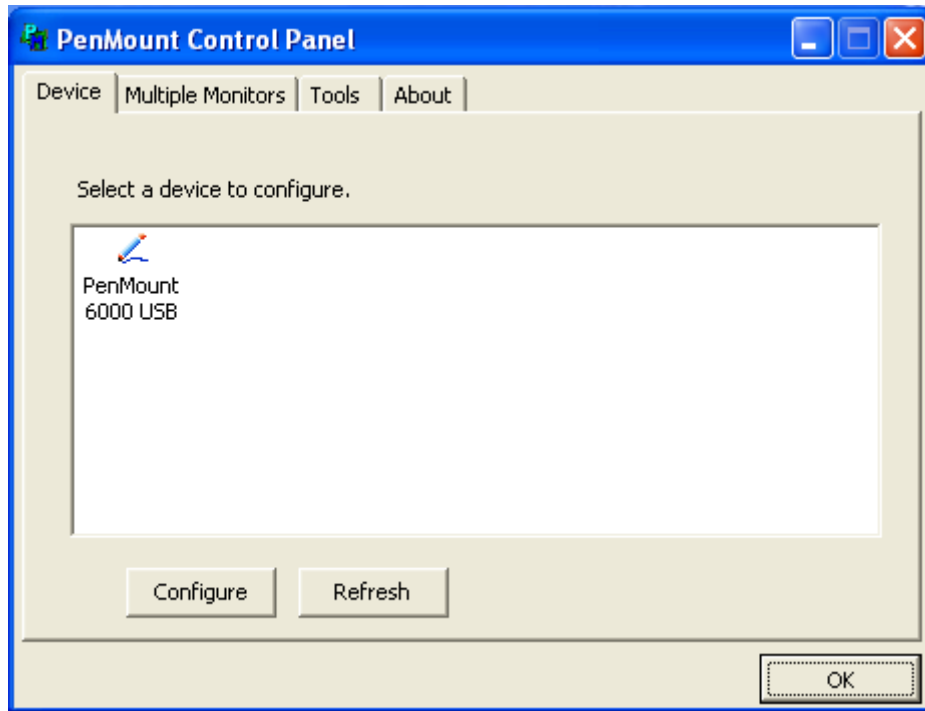 PenMount Control Panel
Device Multiple Monitors Tools About
Select a device to configure.
PenMount
6000 USB
Configure Refresh
OK